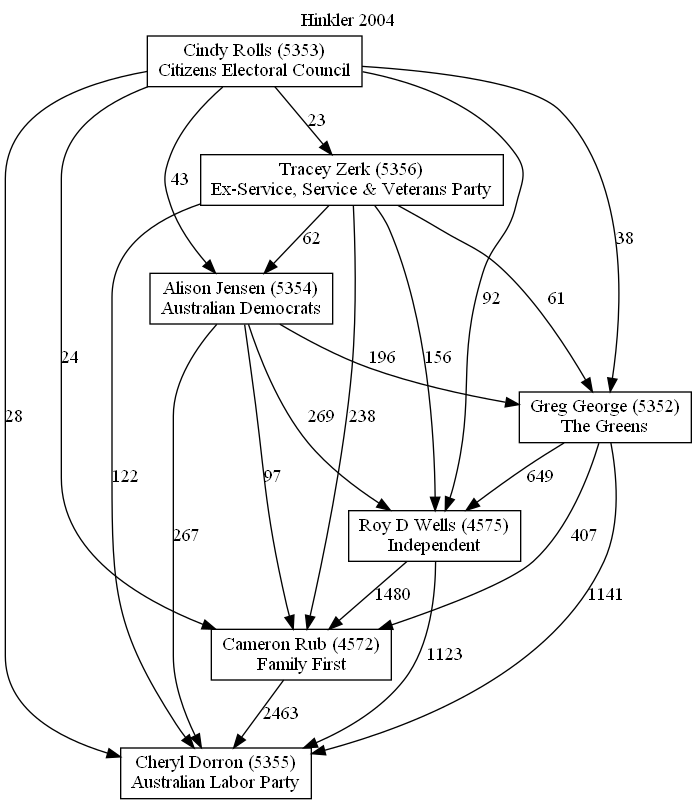 Hinkler 2004
Cindy Rolls (5353)
Citizens Electoral Council
23
Tracey Zerk (5356)
Ex-Service, Service & Veterans Party
43
38
62
Alison Jensen (5354)
Australian Democrats
92
61
24
196
156
Greg George (5352)
The Greens
28
269
238
122
97
649
267
Roy D Wells (4575)
Independent
407
1480
1141
Cameron Rub (4572)
Family First
1123
2463
Cheryl Dorron (5355)
Australian Labor Party